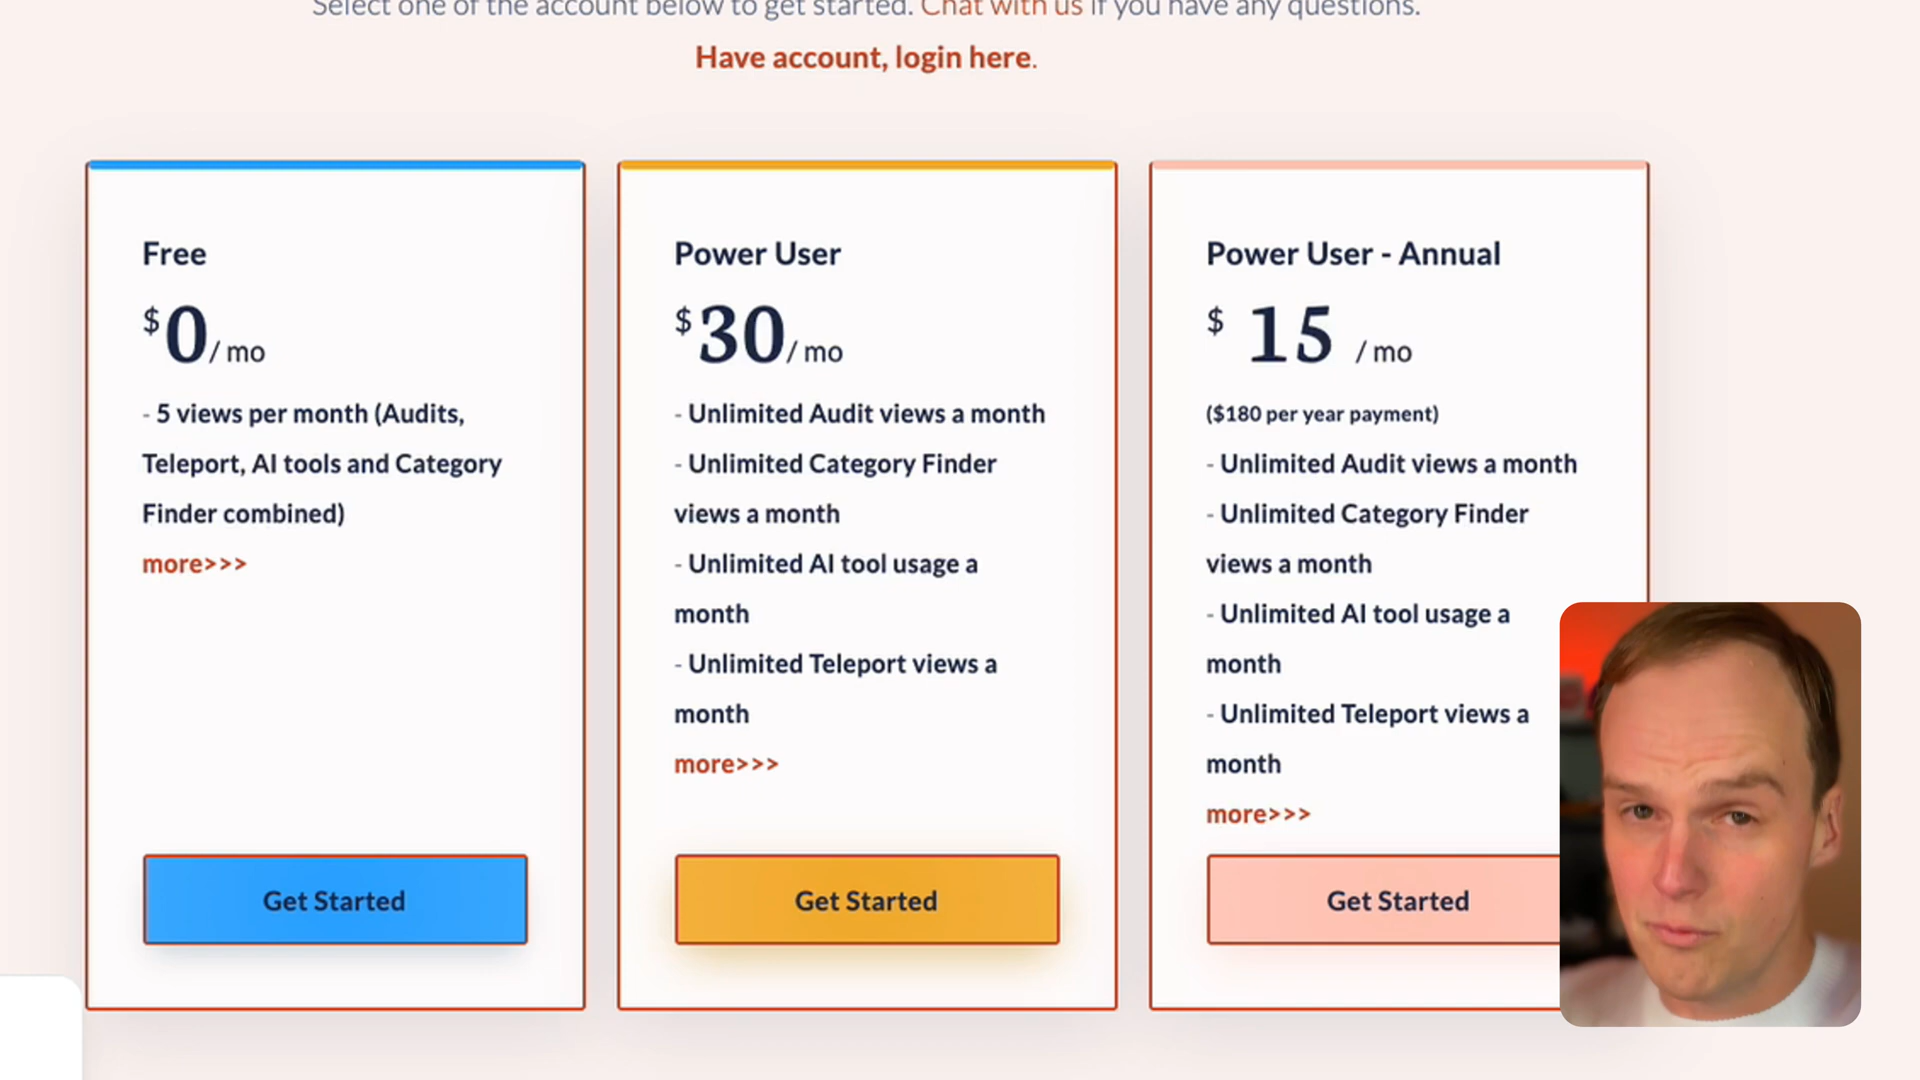 Select one of the account below to get started. Chat with us if you have any questions.
Have account, login here.
Free
$0/ mo
- 5 views per month (Audits,
Teleport, AI tools and Category
Finder combined)
more>>>
Get Started
Power User
$30/ mo
- Unlimited Audit views a month
- Unlimited Category Finder
views a month
- Unlimited AI tool usage a
month
- Unlimited Teleport views a
month
more>>>
Get Started
Power User - Annual
$ 15 / mo
($180 per year payment)
- Unlimited Audit views a month
- Unlimited Category Finder
views a month
- Unlimited AI tool usage a
month
- Unlimited Teleport views a
month
more>>>
Get Started